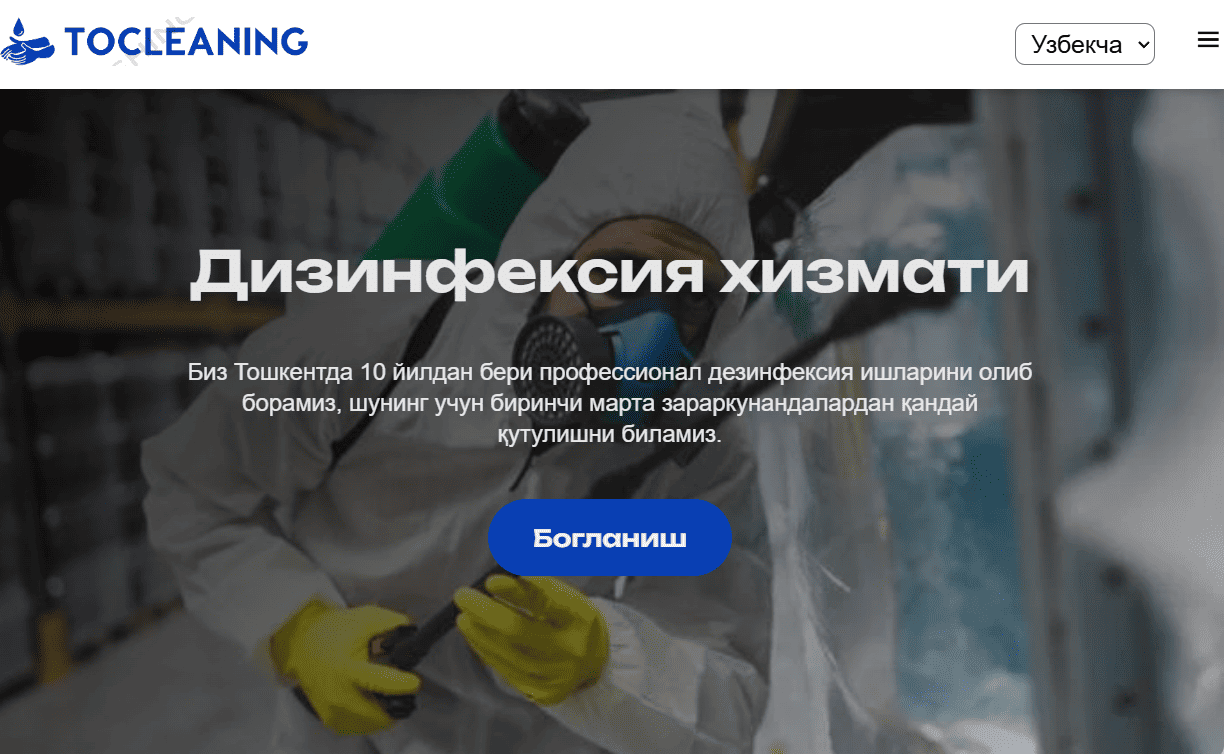 TOCLEANING
Узбекча
Дизинфексия хизмати
Биз Тошкентда 10 йилдан бери профессионал дезинфексия ишларини олиб
борамиз, шунинг учун биринчи марта зараркунандалардан қандай
қутулишни биламиз.
Богланиш